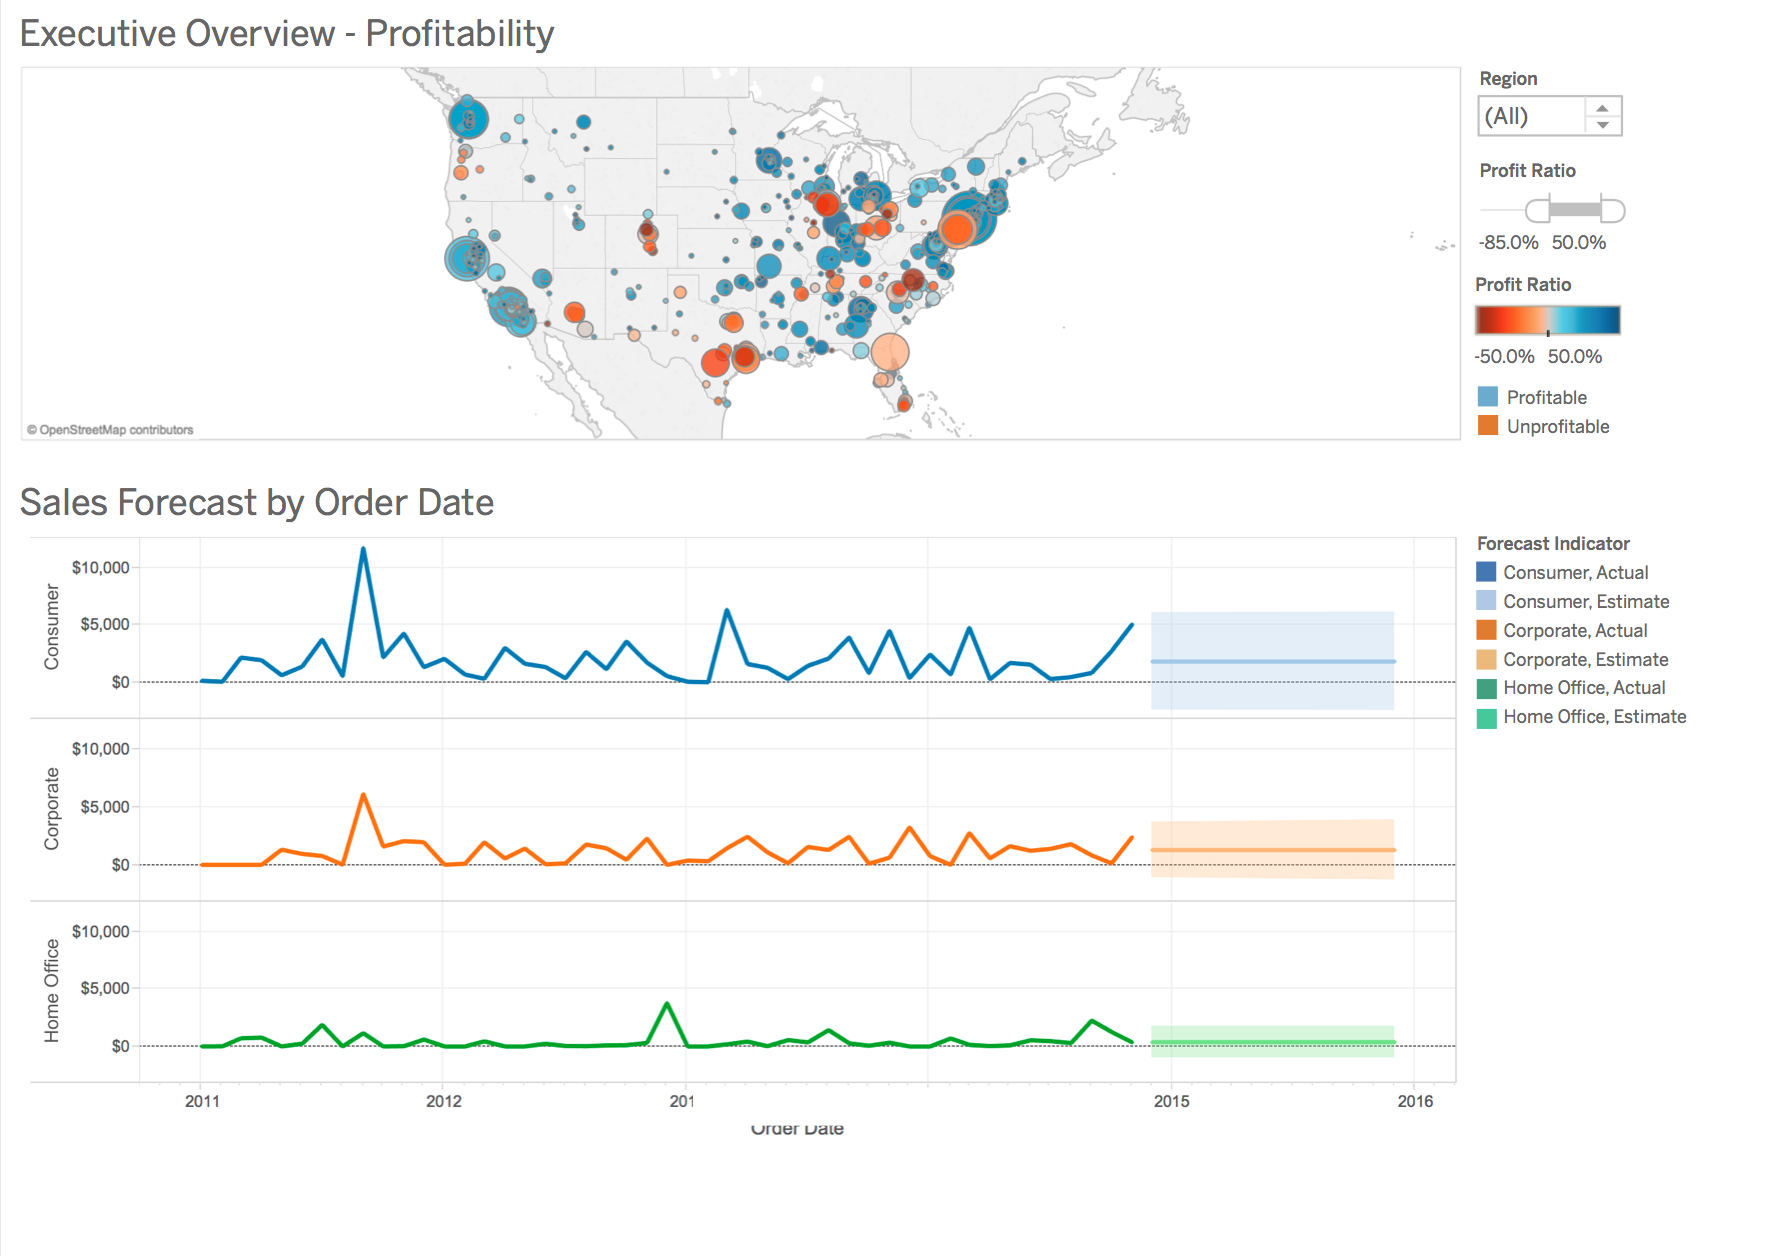 Executive Overview - Profitability
Region
(All)
Profit Ratio
-85.0% 50.0%
Profit Ratio
-50.0% 50.0%
Profitable
Unprofitable
© OpenStreetMap contributors
Sales Forecast by Order Date
Consumer
$10,000
$5,000
$0
Corporate
$10,000
$5,000
$0
Home Office
$10,000
$5,000
$0
2011 2012 201 2015 2016
Order Date
Forecast Indicator
Consumer, Actual
Consumer, Estimate
Corporate, Actual
Corporate, Estimate
Home Office, Actual
Home Office, Estimate